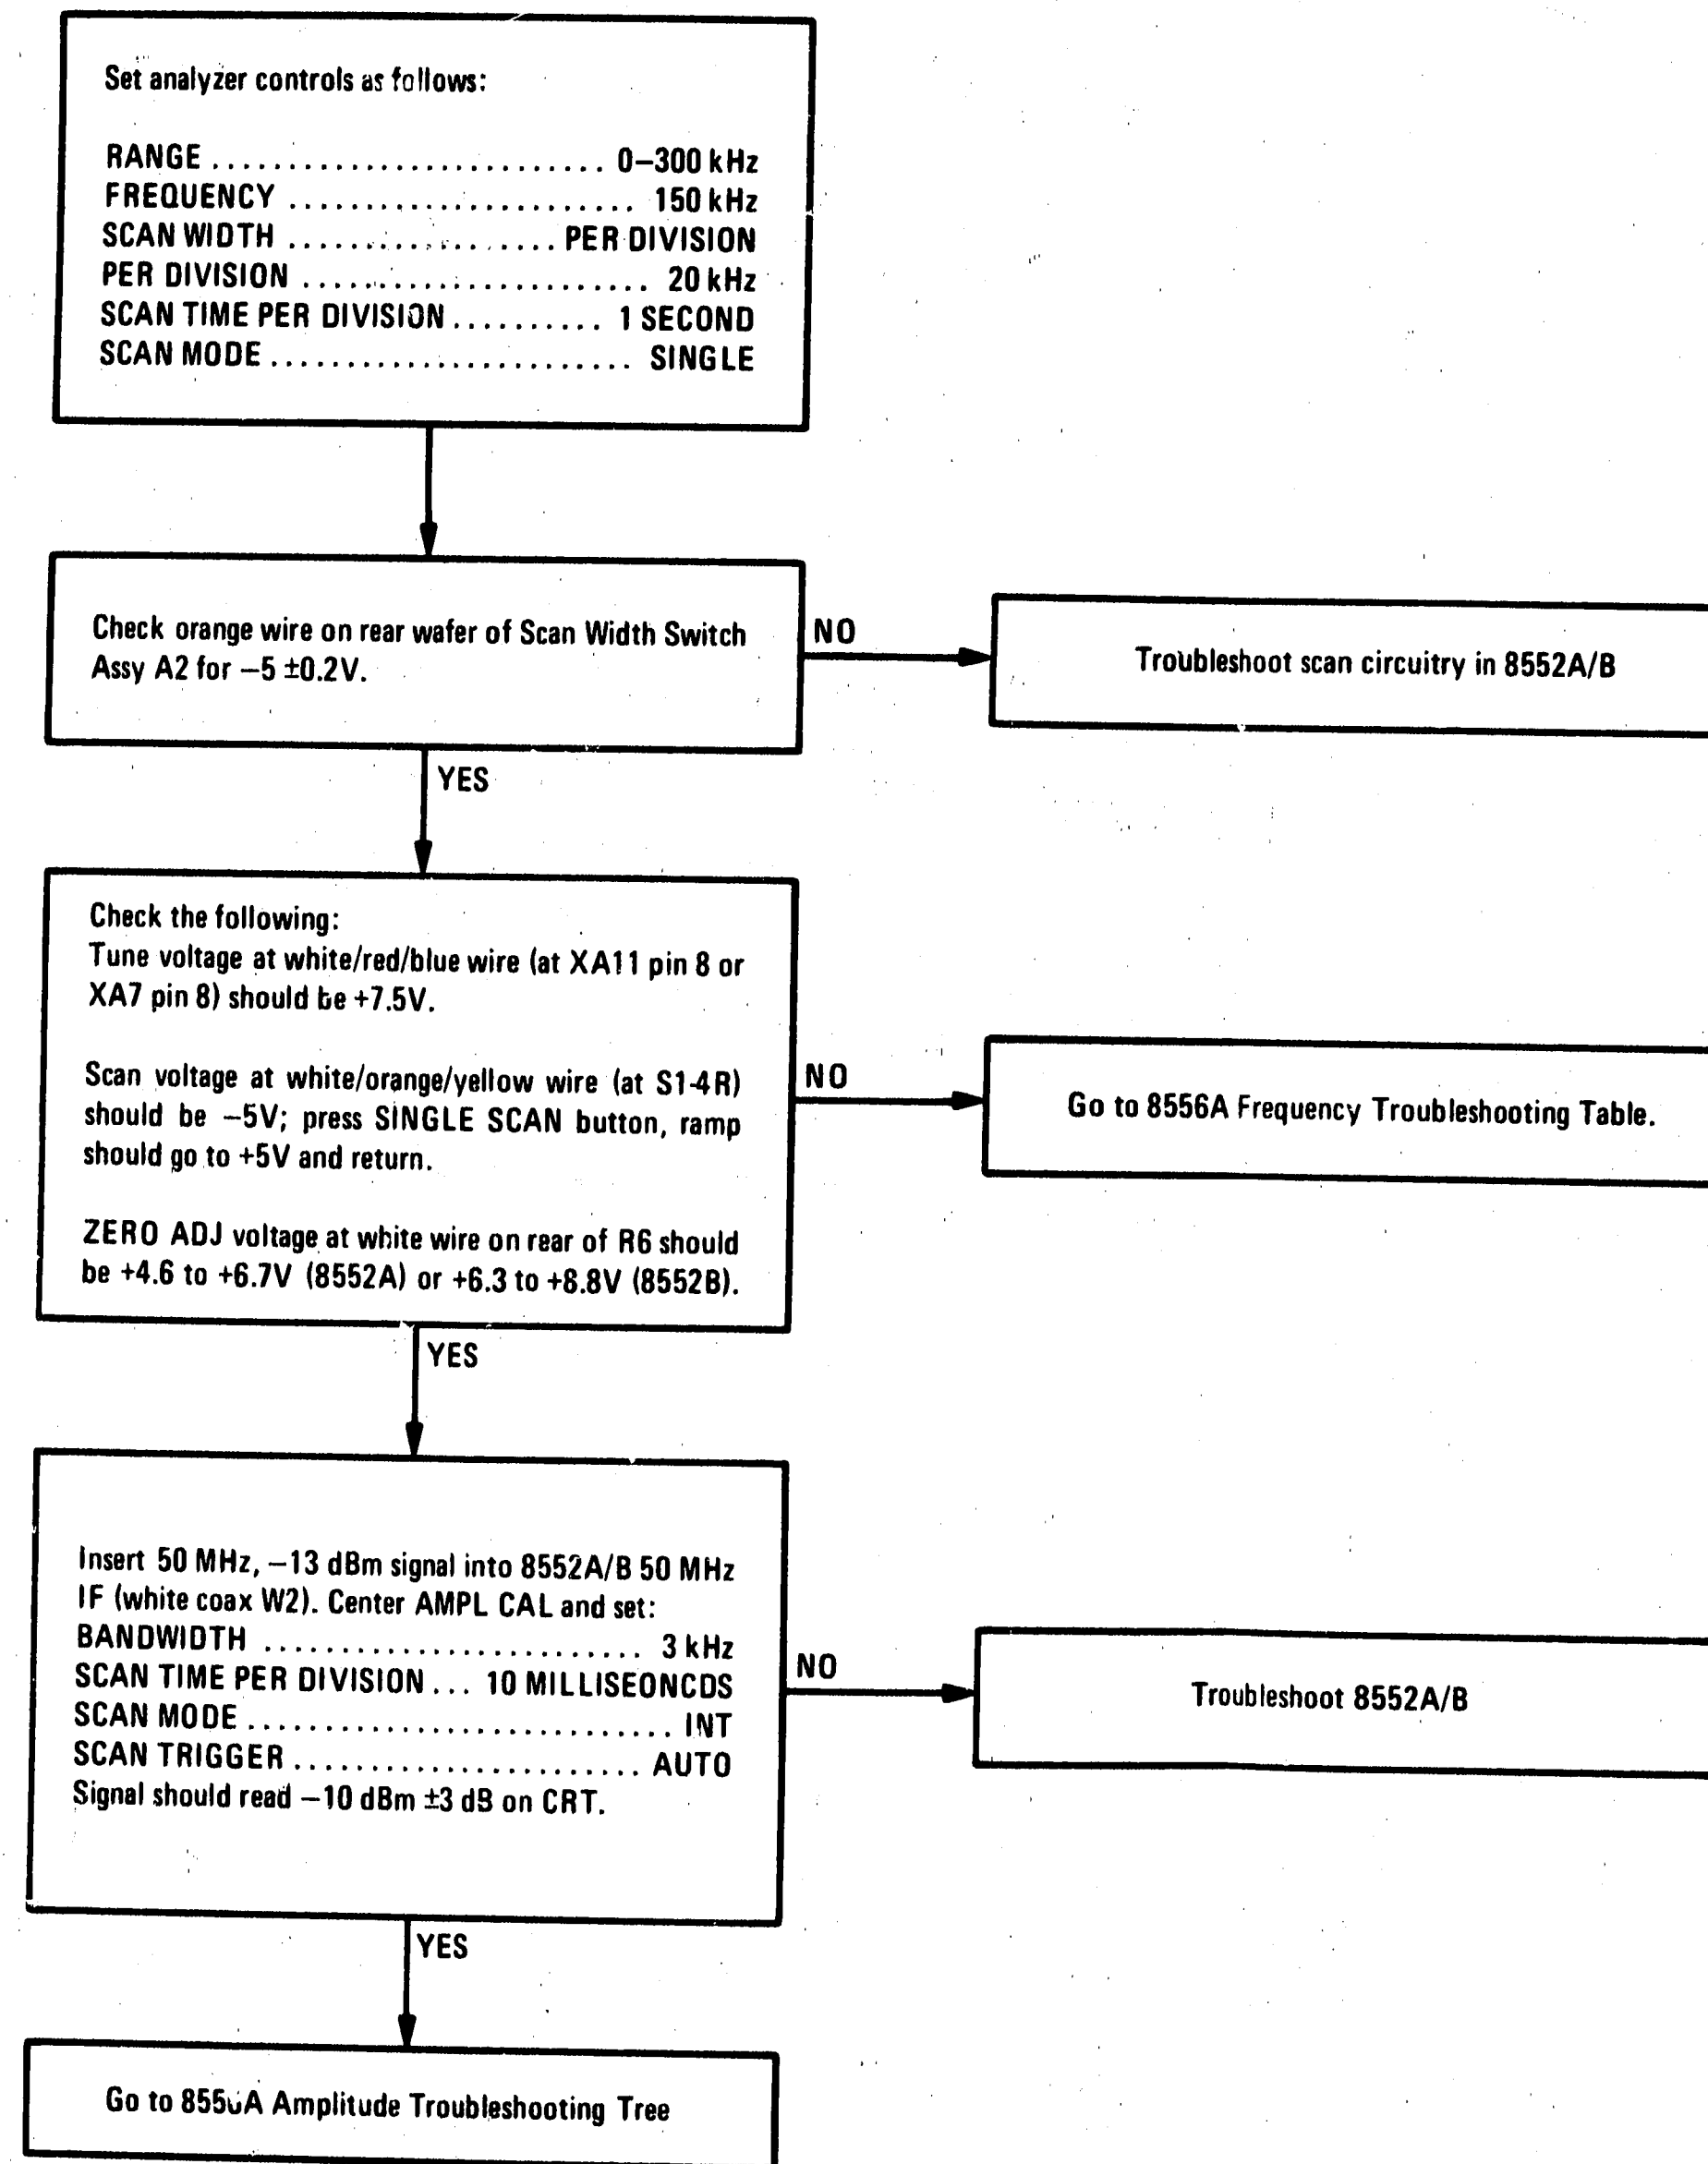 Set analyzer controls as follows:
RANGE .......................... 0–300 kHz
FREQUENCY ....................... 150 kHz
SCAN WIDTH .................. PER DIVISION
PER DIVISION ....................... 20 kHz
SCAN TIME PER DIVISION .......... 1 SECOND
SCAN MODE ........................ SINGLE
Check orange wire on rear wafer of Scan Width Switch
Assy A2 for –5 ±0.2V.
NO
Troubleshoot scan circuitry in 8552A/B
YES
Check the following:
Tune voltage at white/red/blue wire (at XA11 pin 8 or
XA7 pin 8) should be +7.5V.
Scan voltage at white/orange/yellow wire (at S1-4R)
should be –5V; press SINGLE SCAN button, ramp
should go to +5V and return.
ZERO ADJ voltage at white wire on rear of R6 should
be +4.6 to +6.7V (8552A) or +6.3 to +8.8V (8552B).
NO
Go to 8556A Frequency Troubleshooting Table.
YES
Insert 50 MHz, –13 dBm signal into 8552A/B 50 MHz
IF (white coax W2). Center AMPL CAL and set:
BANDWIDTH ......................... 3 kHz
SCAN TIME PER DIVISION ... 10 MILLISEONCDS
SCAN MODE ............................ INT
SCAN TRIGGER ....................... AUTO
Signal should read –10 dBm ±3 dB on CRT.
NO
Troubleshoot 8552A/B
YES
Go to 8556A Amplitude Troubleshooting Tree